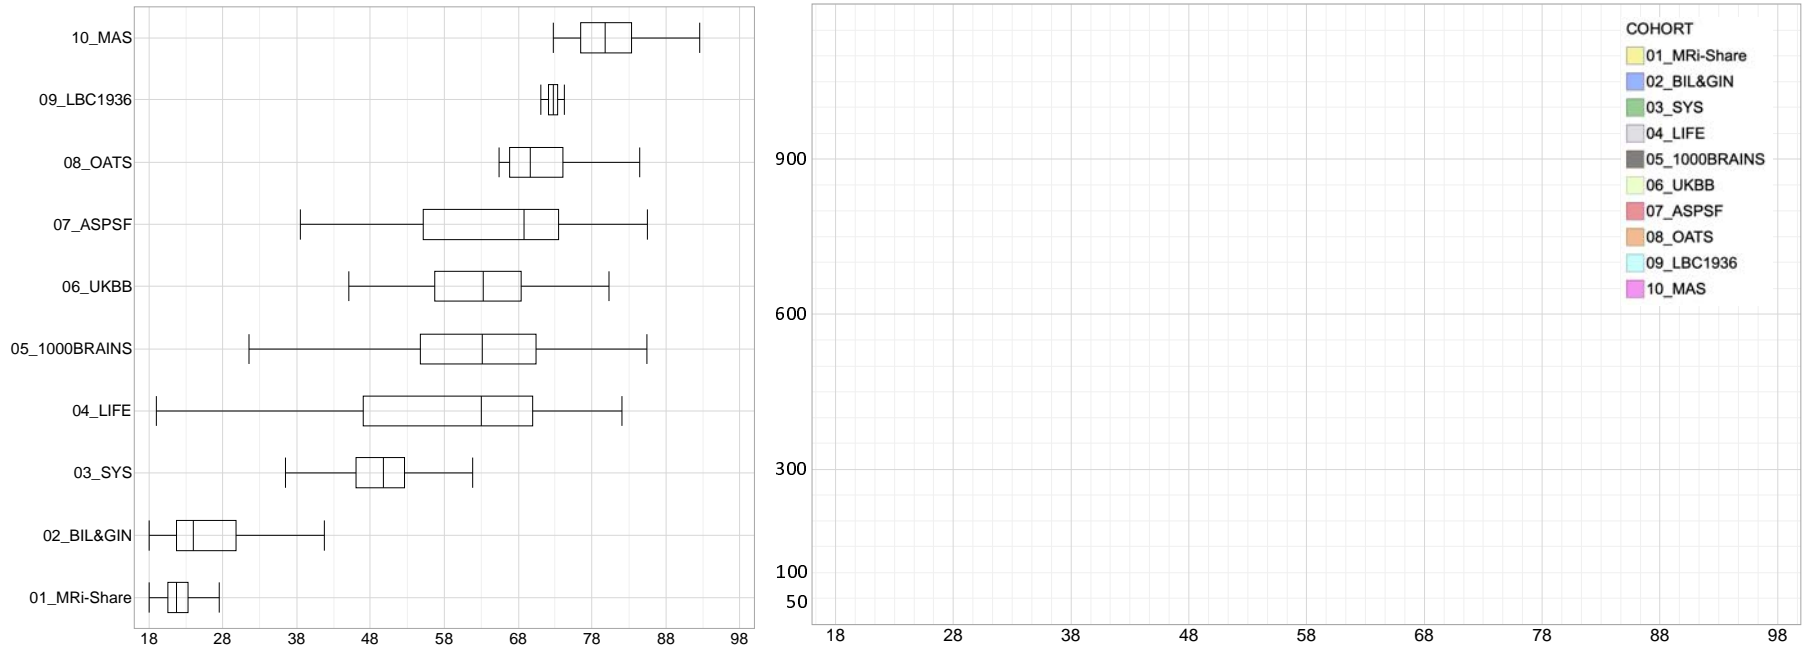 10_MAS
09_LBC1936
08_OATS
07_ASPSF
06_UKBB
05_1000BRAINS
04_LIFE
03_SYS
02_BIL&GIN
01_MRi-Share
18 28 38 48 58 68 78 88 98
900
600
300
100
50
18 28 38 48 58 68 78 88 98
COHORT
01_MRi-Share
02_BIL&GIN
03_SYS
04_LIFE
05_1000BRAINS
06_UKBB
07_ASPSF
08_OATS
09_LBC1936
10_MAS